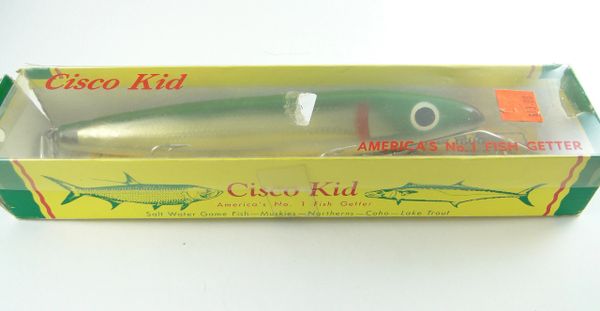 Cisco Kid
AMERICA'S No. 1 FISH GETTER
Cisco Kid
America's No. 1 Fish Getter
Salt Water Game Fish — Muskies — Northerns — Coho — Lake Trout